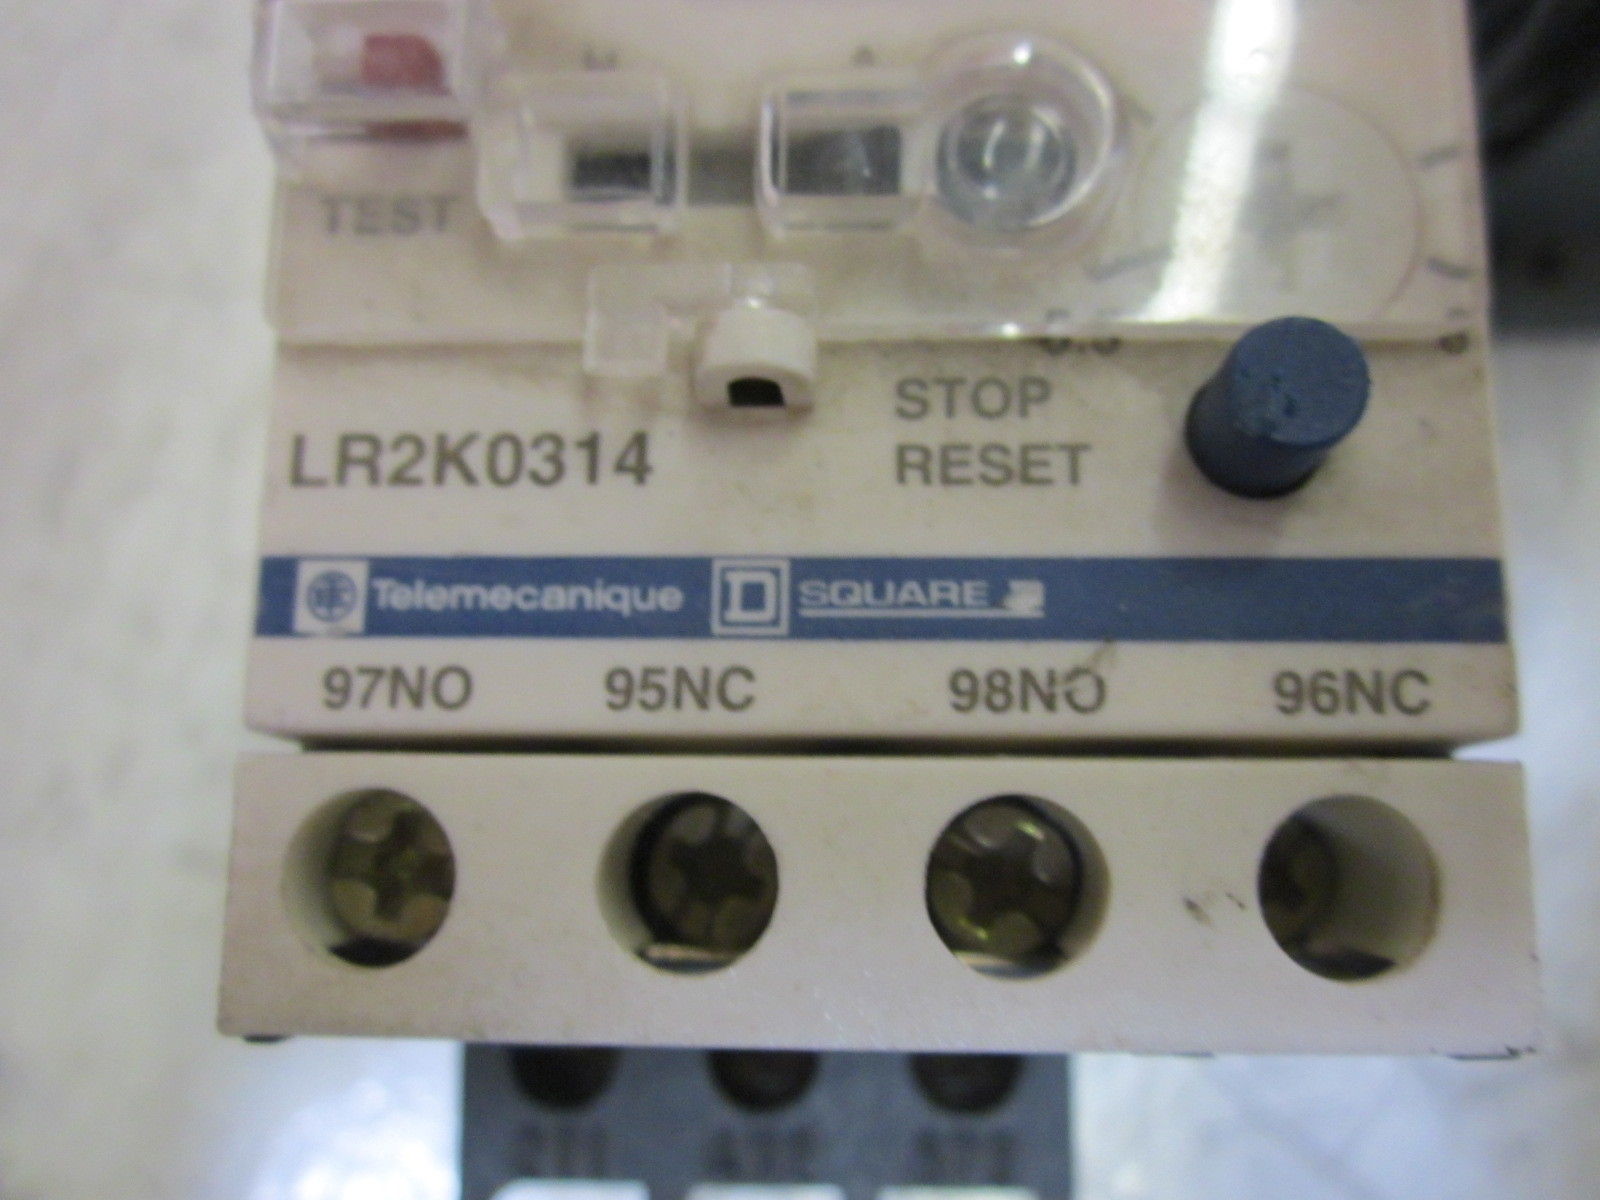 TEST
STOP
RESET
LR2K0314
Telemecanique D SQUARE D
97NO 95NC 98NO 96NC